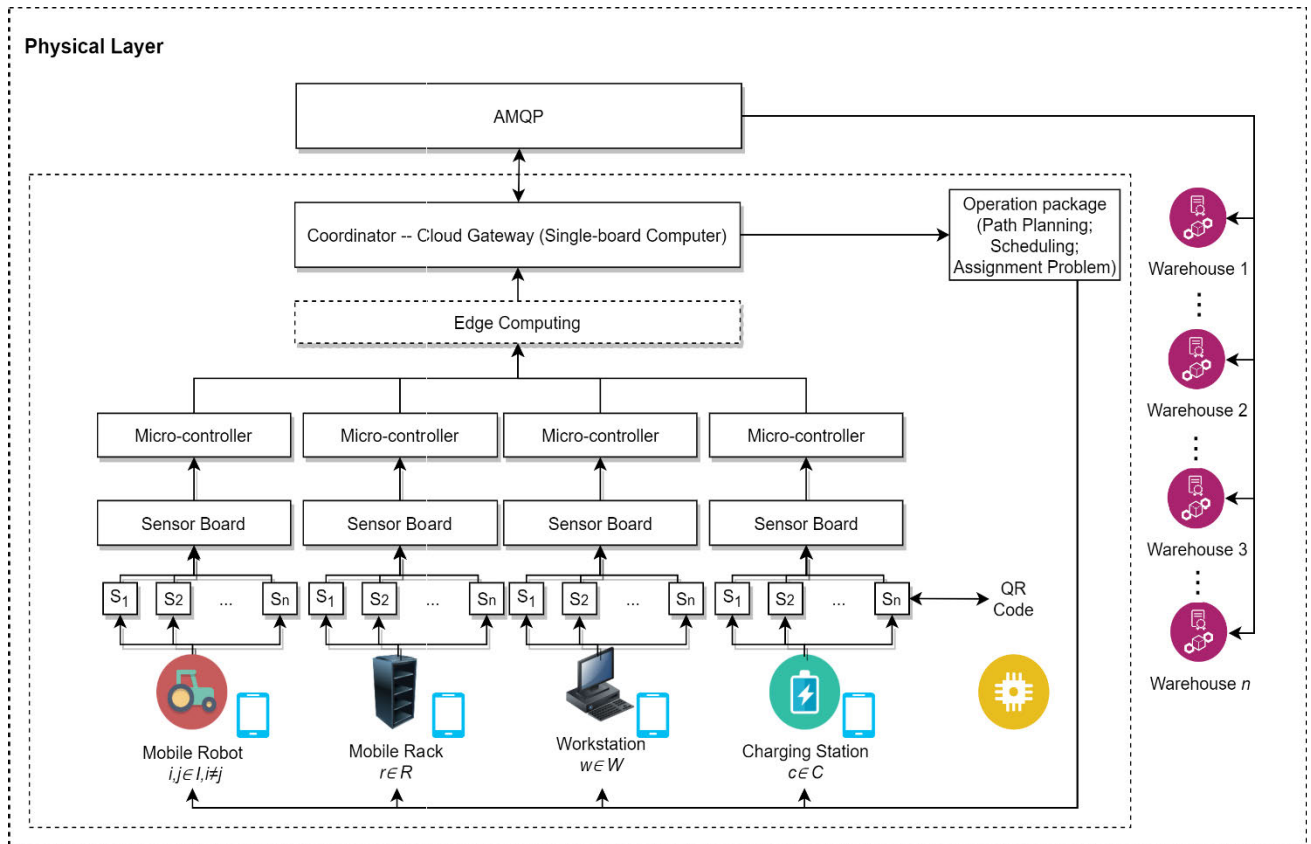 Physical Layer
AMQP
Coordinator -- Cloud Gateway (Single-board Computer)
Operation package
(Path Planning;
Scheduling;
Assignment Problem)
Edge Computing
Micro-controller
Micro-controller
Micro-controller
Micro-controller
Sensor Board
Sensor Board
Sensor Board
Sensor Board
S1 S2 ... Sn
S1 S2 ... Sn
S1 S2 ... Sn
S1 S2 ... Sn
QR
Code
Mobile Robot
i,j∈I,i≠j
Mobile Rack
r∈R
Workstation
w∈W
Charging Station
c∈C
Warehouse 1
Warehouse 2
Warehouse 3
Warehouse n